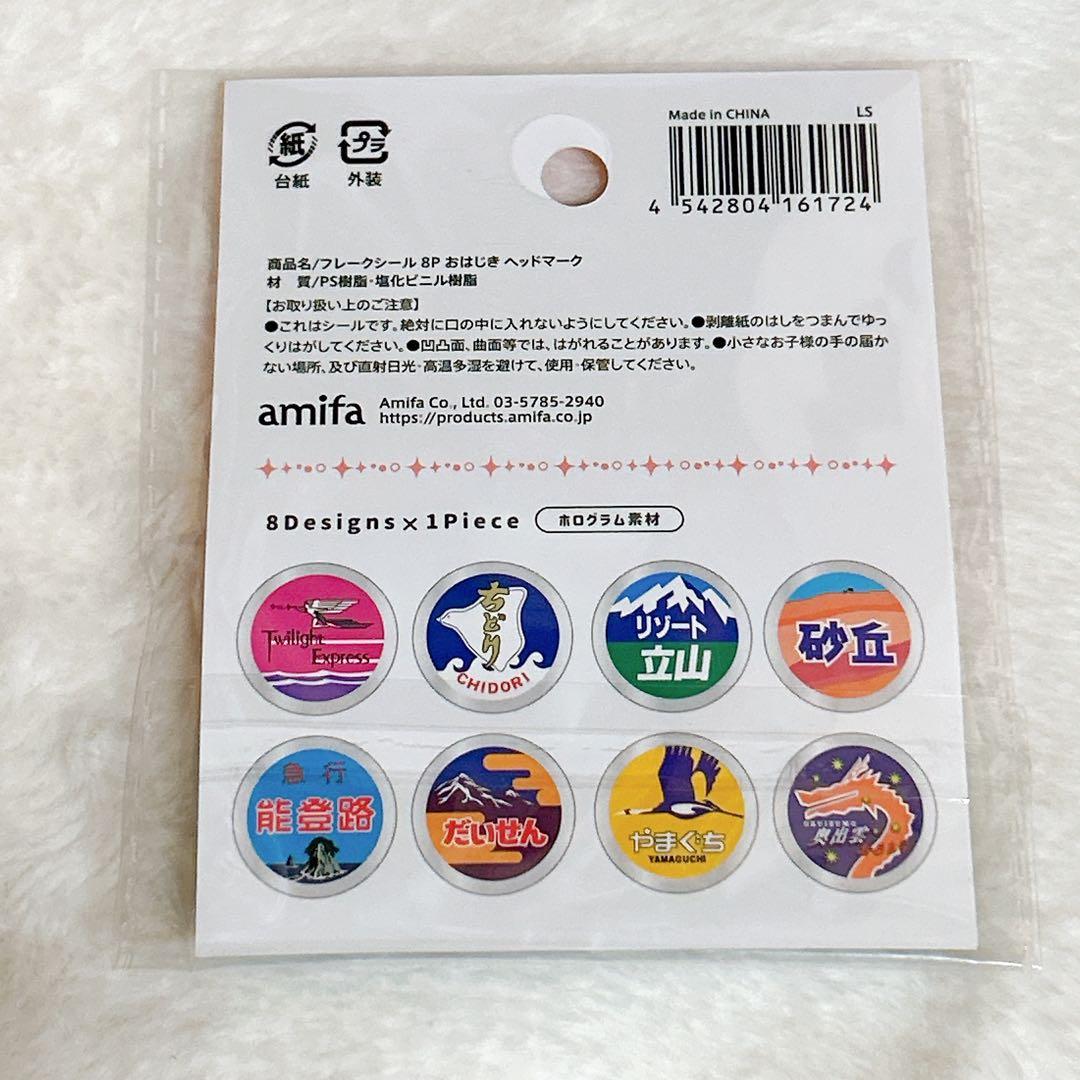 紙
台紙
プラ
外装
Made in CHINA LS
4 542804 161724
商品名/フレークシール 8P おはじき ヘッドマーク
材 質/PS樹脂・塩化ビニル樹脂
【お取り扱い上のご注意】
●これはシールです。絶対に口の中に入れないようにしてください。●剥離紙のはしをつまんでゆっ
くりはがしてください。●凹凸面、曲面等では、はがれることがあります。●小さなお子様の手の届か
ない場所、及び直射日光・高温多湿を避けて、使用・保管してください。
amifa
Amifa Co., Ltd. 03-5785-2940
https://products.amifa.co.jp
8Designs×1Piece ホログラム素材
Twilight
Express
ちどり
CHIDORI
リゾート
立山
砂丘
急行
能登路
だいせん
やまぐち
YAMAGUCHI
奥出雲